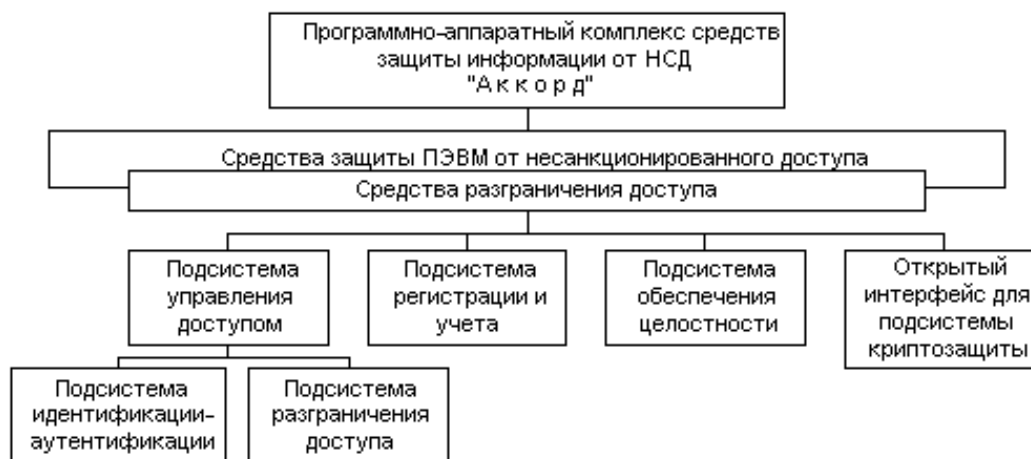 Программно-аппаратный комплекс средств
защиты информации от НСД
"А к к о р д"
Средства защиты ПЭВМ от несанкционированного доступа
Средства разграничения доступа
Подсистема
управления
доступом
Подсистема
регистрации и
учета
Подсистема
обеспечения
целостности
Открытый
интерфейс для
подсистемы
криптозащиты
Подсистема
идентификации-
аутентификации
Подсистема
разграничения
доступа